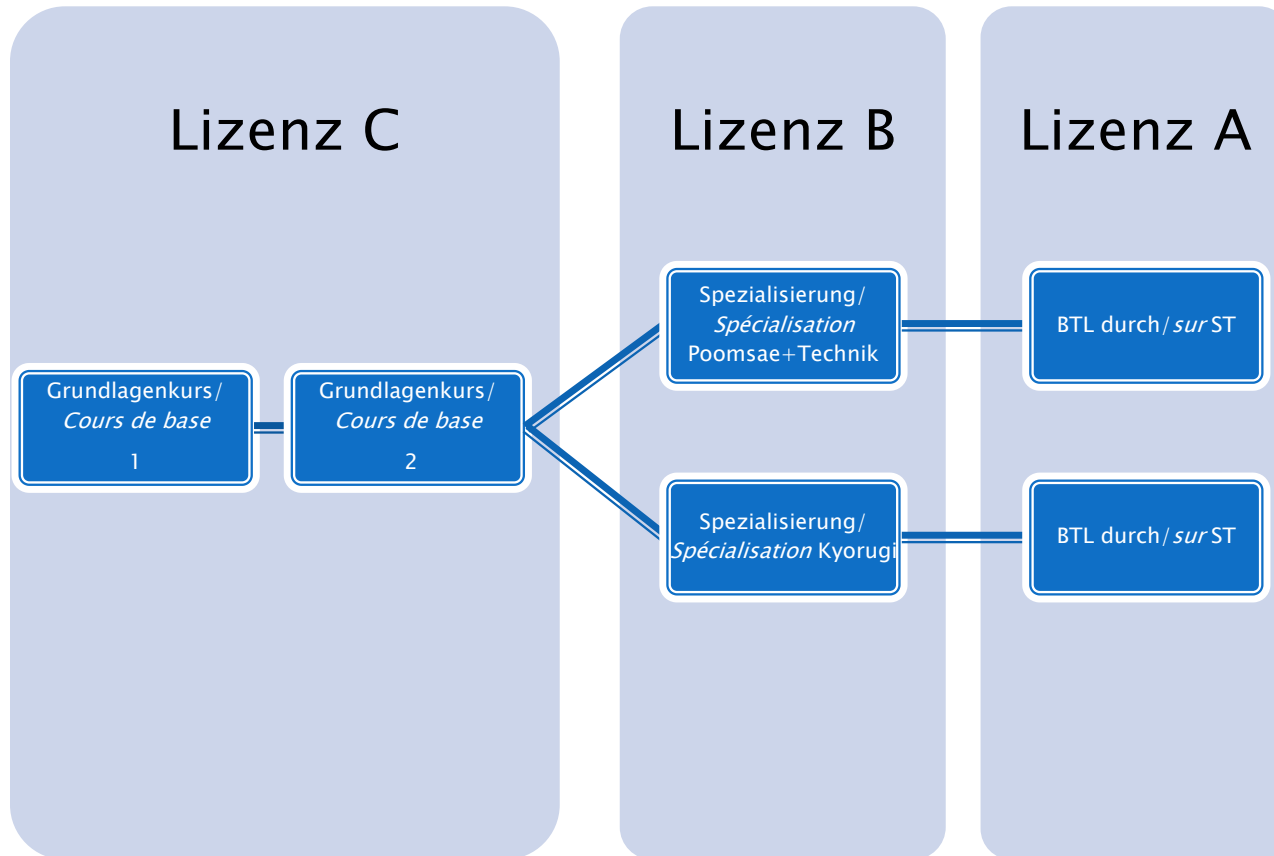 Lizenz C
Lizenz B
Lizenz A
Grundlagenkurs/
Cours de base
1
Grundlagenkurs/
Cours de base
2
Spezialisierung/
Spécialisation
Poomsae+Technik
BTL durch/sur ST
Spezialisierung/
Spécialisation Kyorugi
BTL durch/sur ST